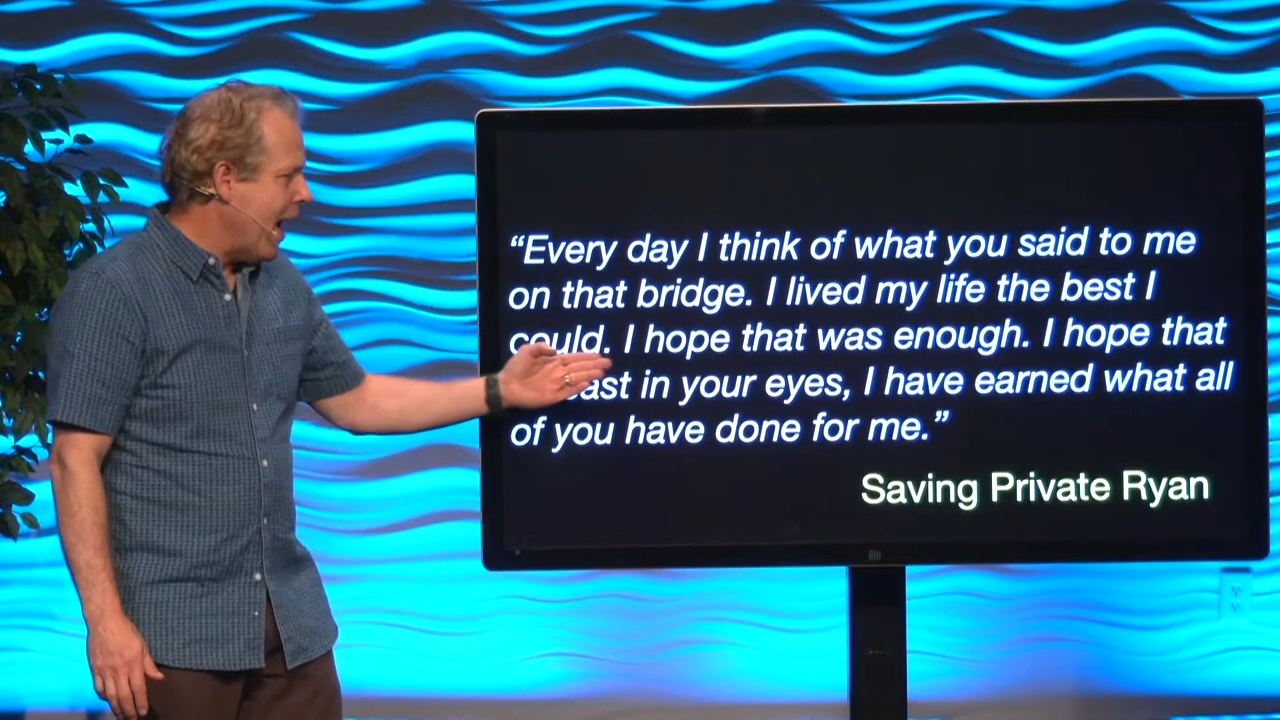 “Every day I think of what you said to me
on that bridge. I lived my life the best I
could. I hope that was enough. I hope that
in your eyes, I have earned what all
of you have done for me.”
Saving Private Ryan
elo